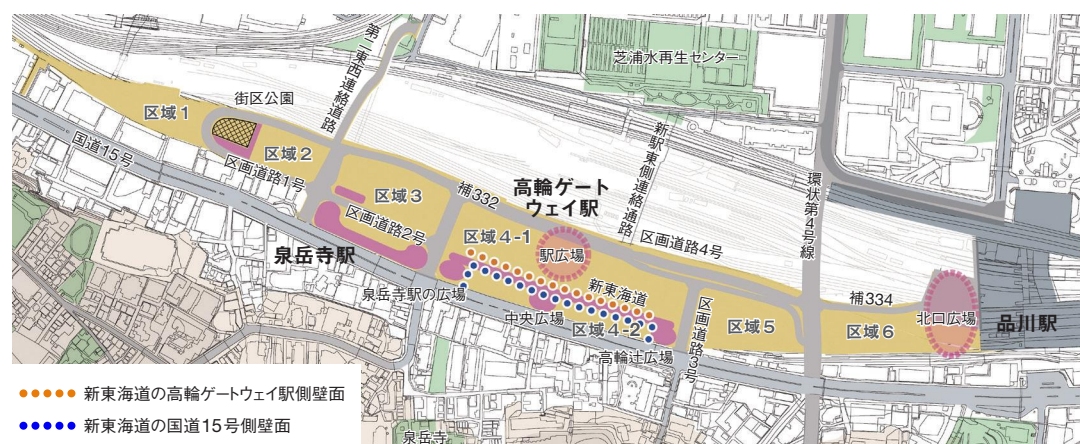 芝浦水再生センター
第二東西連絡道路
街区公園
区域1
国道15号
区域2
区画道路1号
新駅東側連絡通路
環状第4号線
高輪ゲート
ウェイ駅
区域3
補332
区画道路2号
区域4-1
駅広場
区画道路4号
泉岳寺駅
泉岳寺駅の広場
新東海道
中央広場
区域4-2
高輪辻広場
区画道路3号
区域5
補334
区域6
北口広場
品川駅
新東海道の高輪ゲートウェイ駅側壁面
新東海道の国道15号側壁面
泉岳寺